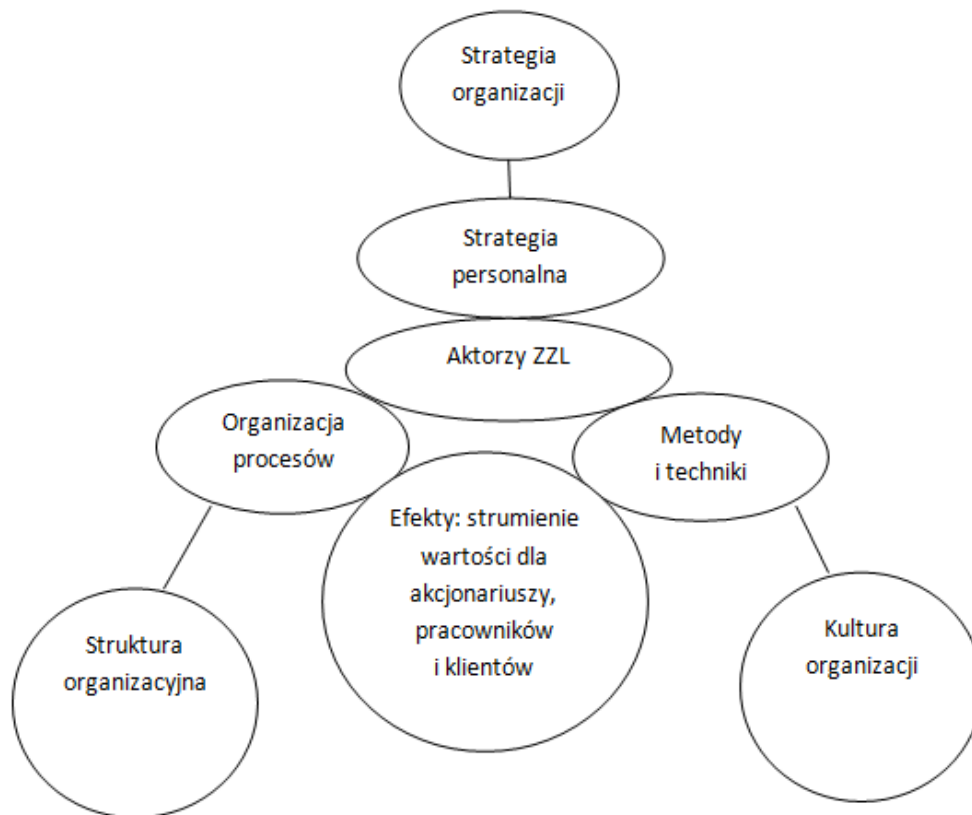 Strategia
organizacji
Strategia
personalna
Aktorzy ZZL
Organizacja
procesów
Metody
i techniki
Efekty: strumienie
wartości dla
akcjonariuszy,
pracowników
i klientów
Struktura
organizacyjna
Kultura
organizacji